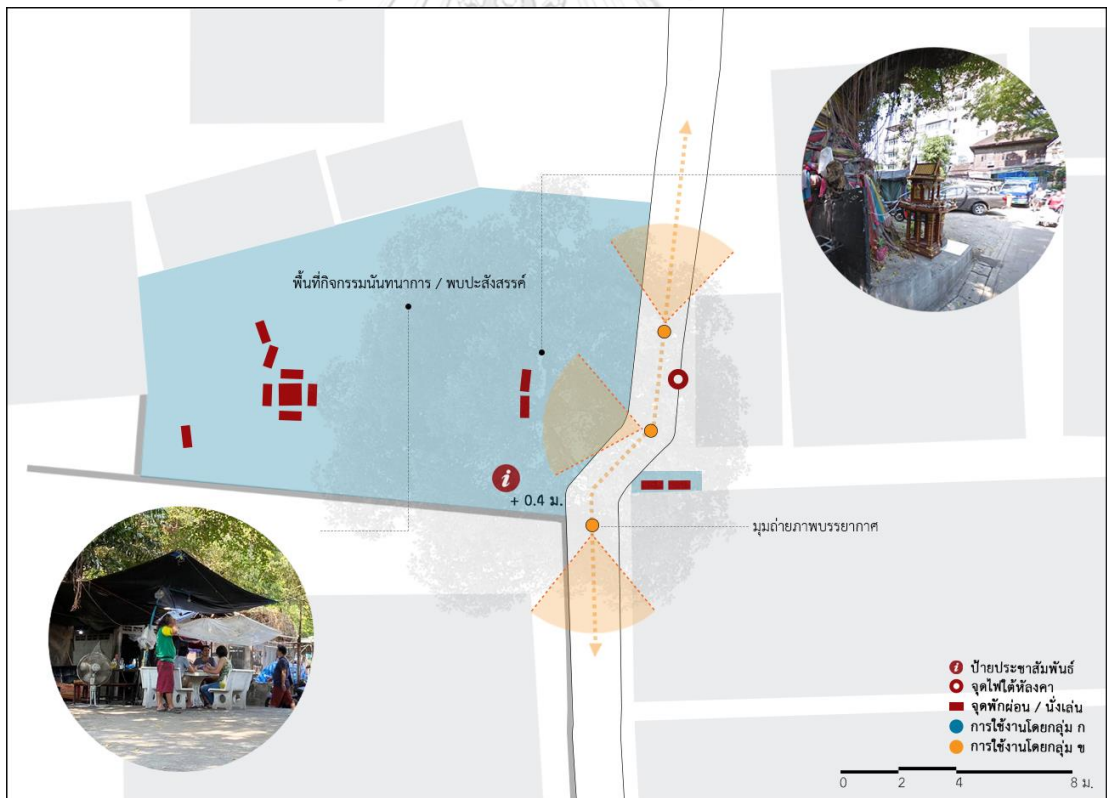 พื้นที่กิจกรรมนันทนาการ / พบปะสังสรรค์
i
+ 0.4 ม.
มุมถ่ายภาพบรรยากาศ
i ป้ายประชาสัมพันธ์
จุดไฟใต้หลังคา
จุดพักผ่อน / นั่งเล่น
การใช้งานโดยกลุ่ม ก
การใช้งานโดยกลุ่ม ข
0 2 4 8 ม.